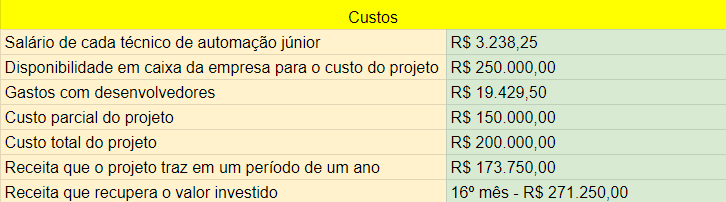 Custos
Salário de cada técnico de automação júnior R$ 3.238,25
Disponibilidade em caixa da empresa para o custo do projeto R$ 250.000,00
Gastos com desenvolvedores R$ 19.429,50
Custo parcial do projeto R$ 150.000,00
Custo total do projeto R$ 200.000,00
Receita que o projeto traz em um período de um ano R$ 173.750,00
Receita que recupera o valor investido 16º mês - R$ 271.250,00